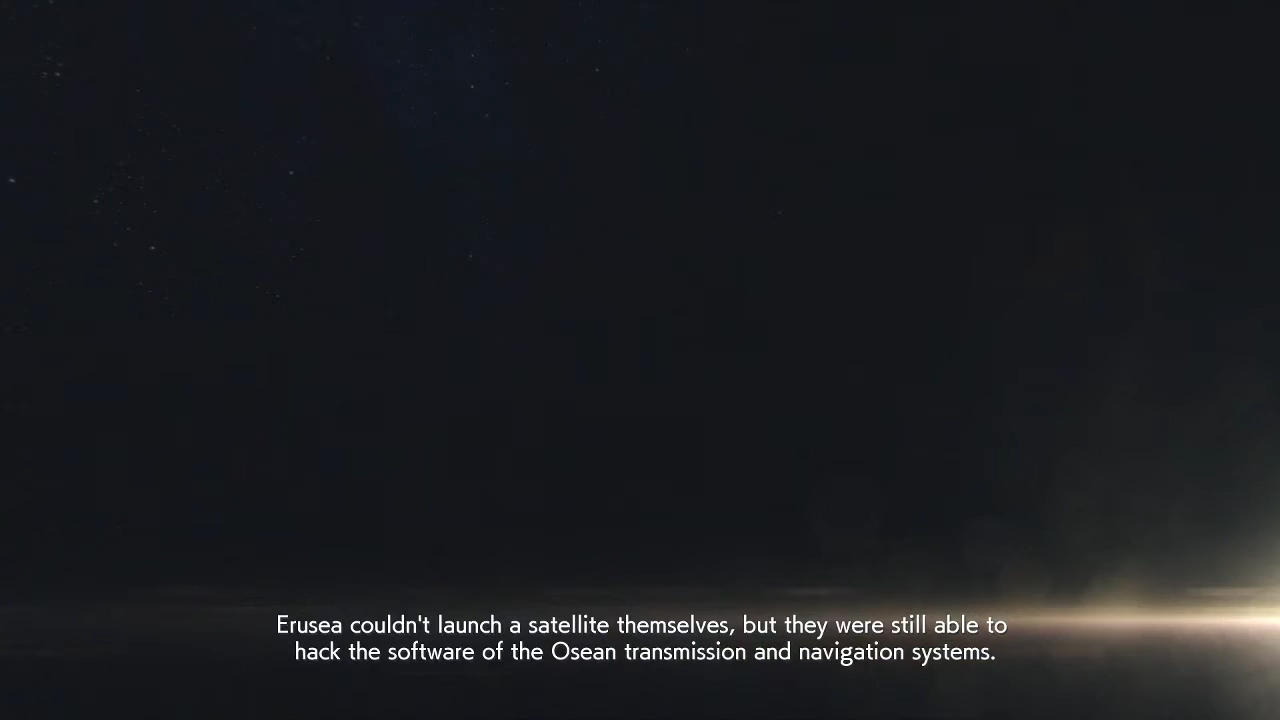 Erusea couldn't launch a satellite themselves, but they were still able to
hack the software of the Osean transmission and navigation systems.